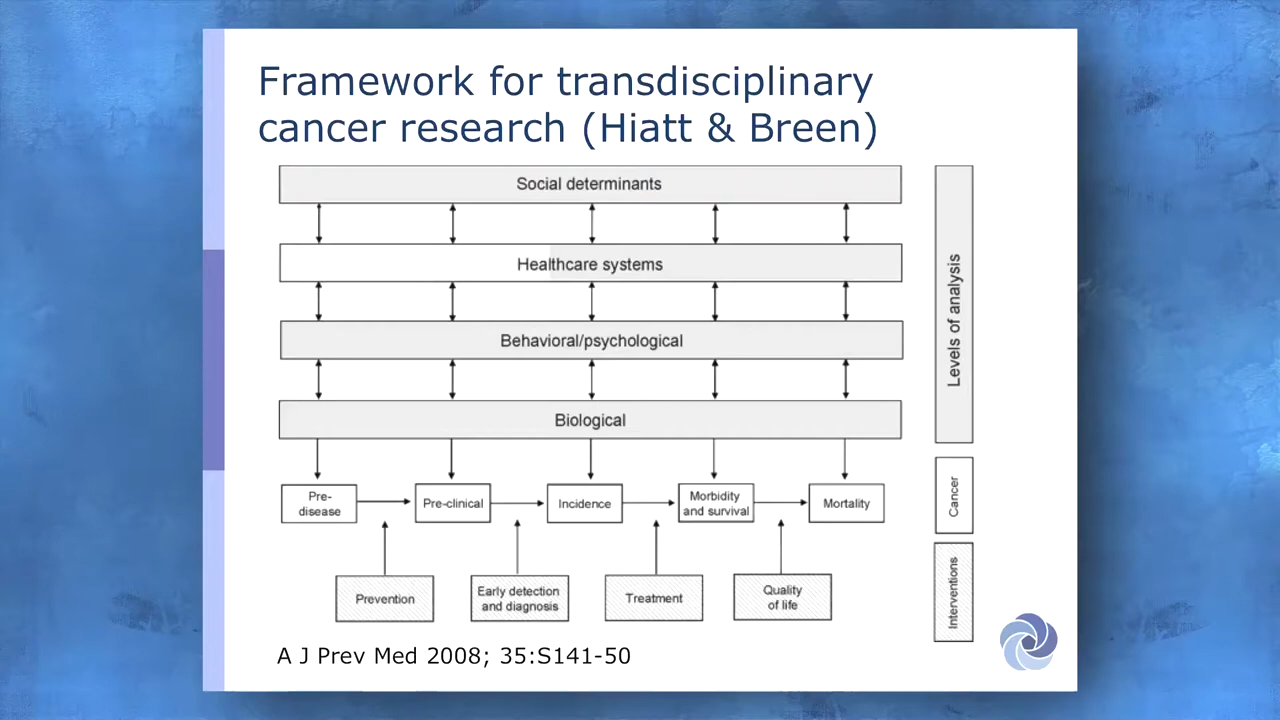 Framework for transdisciplinary
cancer research (Hiatt & Breen)
Social determinants
Healthcare systems
Behavioral/psychological
Biological
Levels of analysis
Pre-
disease
Pre-clinical
Incidence
Morbidity
and survival
Mortality
Cancer
Prevention
Early detection
and diagnosis
Treatment
Quality
of life
Interventions
A J Prev Med 2008; 35:S141-50